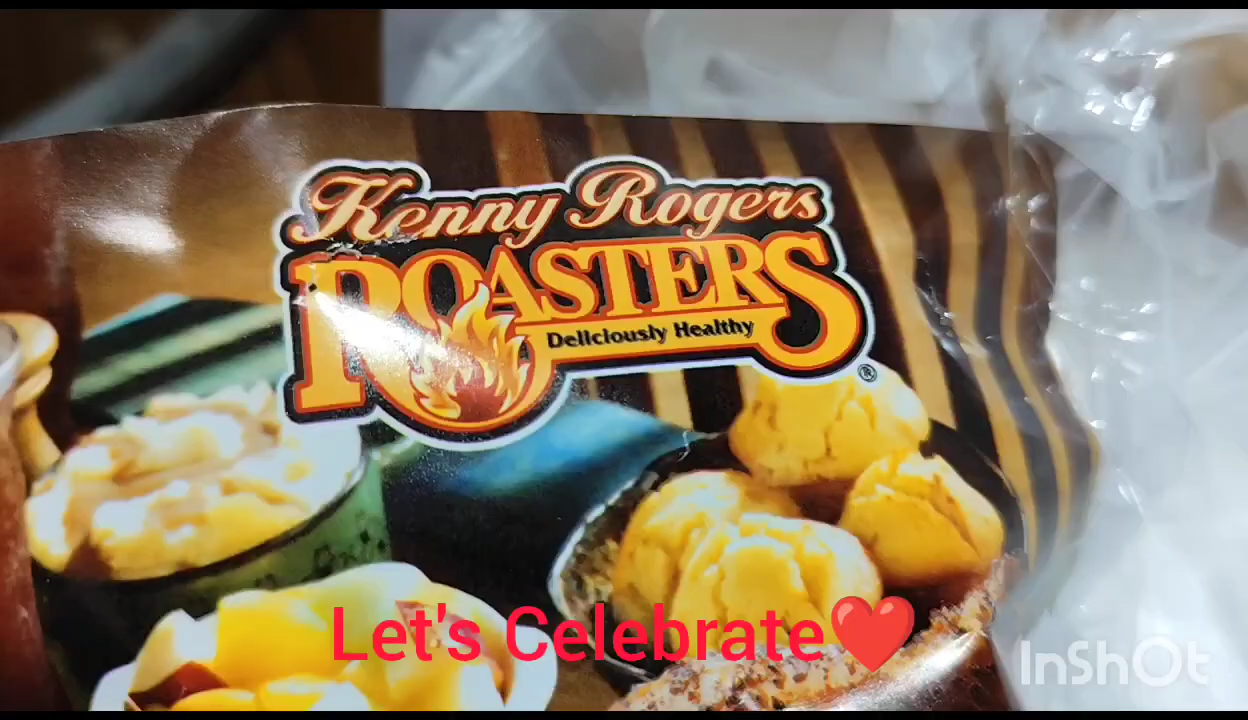 Kenny Rogers
ROASTERS
Deliciously Healthy
®
Let's Celebrate❤️
InShOt